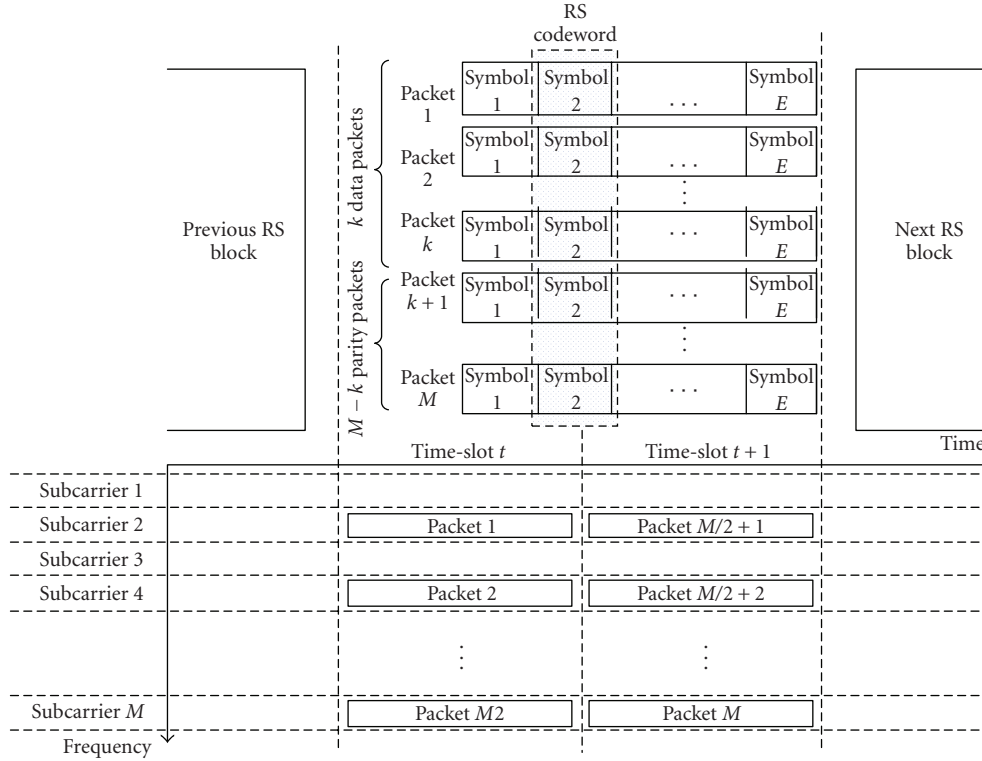 RS
codeword
Previous RS
block
k data packets
M − k parity packets
Packet
1
Symbol
1
Symbol
2
. . .
Symbol
E
Packet
2
Symbol
1
Symbol
2
. . .
Symbol
E
Packet
k
Symbol
1
Symbol
2
. . .
Symbol
E
Packet
k + 1
Symbol
1
Symbol
2
. . .
Symbol
E
Packet
M
Symbol
1
Symbol
2
. . .
Symbol
E
Next RS
block
Time-slot t
Time-slot t + 1
Time
Subcarrier 1
Subcarrier 2
Packet 1
Packet M/2 + 1
Subcarrier 3
Subcarrier 4
Packet 2
Packet M/2 + 2
Subcarrier M
Packet M2
Packet M
Frequency